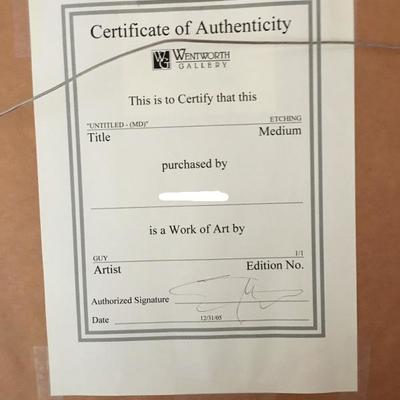 Certificate of Authenticity
WG WENTWORTH
GALLERY
This is to Certify that this
"UNTITLED - (MD)" ETCHING
Title Medium
purchased by
is a Work of Art by
GUY 1/1
Artist Edition No.
Authorized Signature
Date 12/31/05